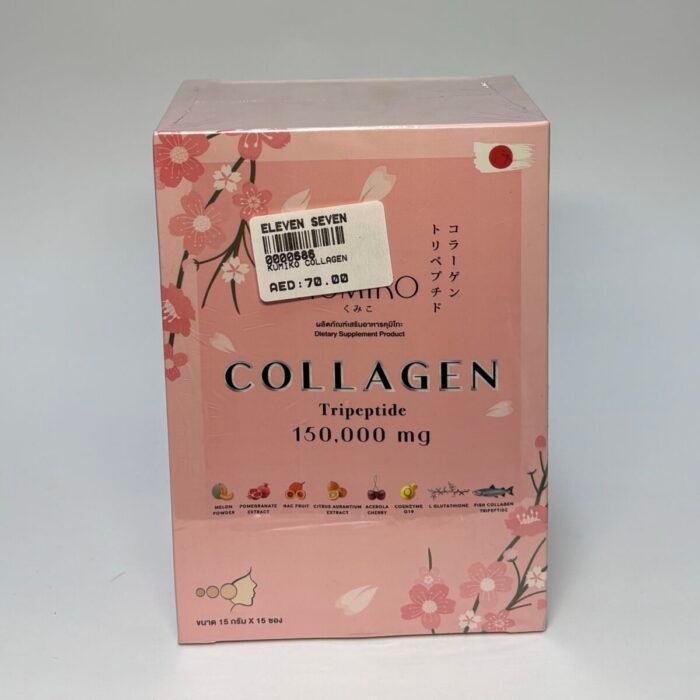 ELEVEN SEVEN
0000686
KUMIKO COLLAGEN
AED:70.00
コラーゲン
トリペプチド
くみこ
ผลิตภัณฑ์เสริมอาหารคุมิโกะ
Dietary Supplement Product
COLLAGEN
Tripeptide
150,000 mg
MELON POWDER
POMEGRANATE EXTRACT
GAC FRUIT
CITRUS AURANTIUM EXTRACT
ACEROLA CHERRY
COENZYME Q10
L GLUTATHIONE
FISH COLLAGEN TRIPEPTIDE
ขนาด 15 กรัม X 15 ซอง